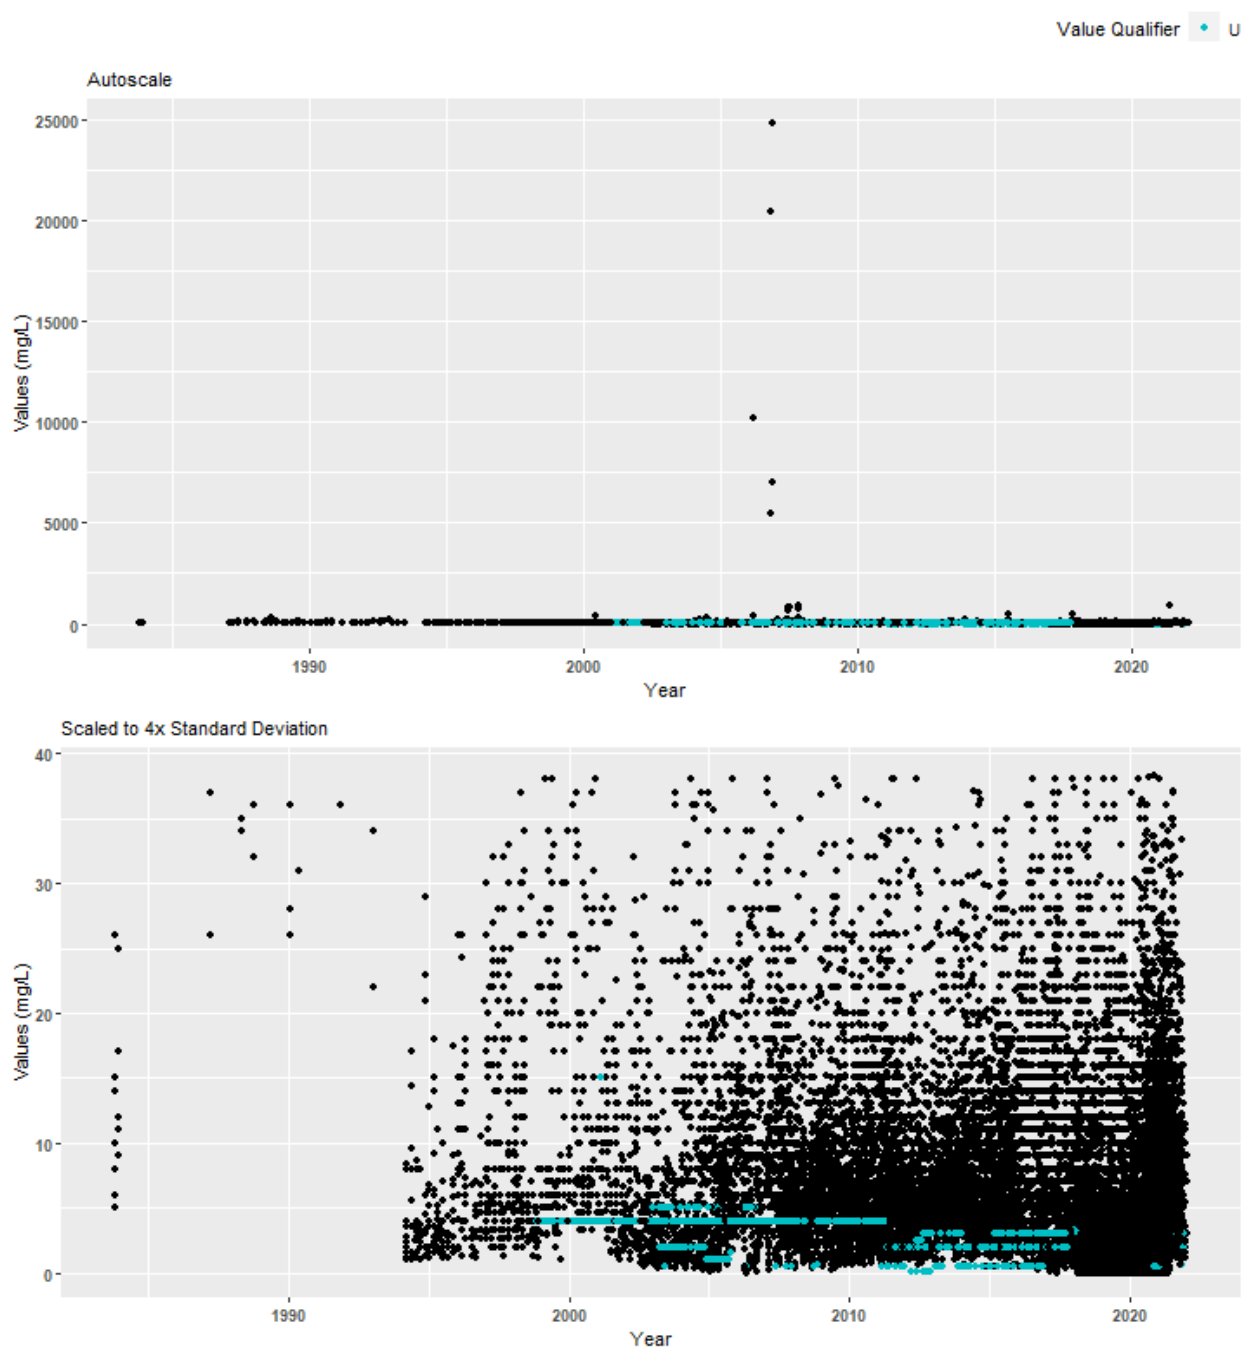 Value Qualifier U
Autoscale
Values (mg/L)
25000
20000
15000
10000
5000
0
1990 2000 2010 2020
Year
Scaled to 4x Standard Deviation
Values (mg/L)
40
30
20
10
0
1990 2000 2010 2020
Year